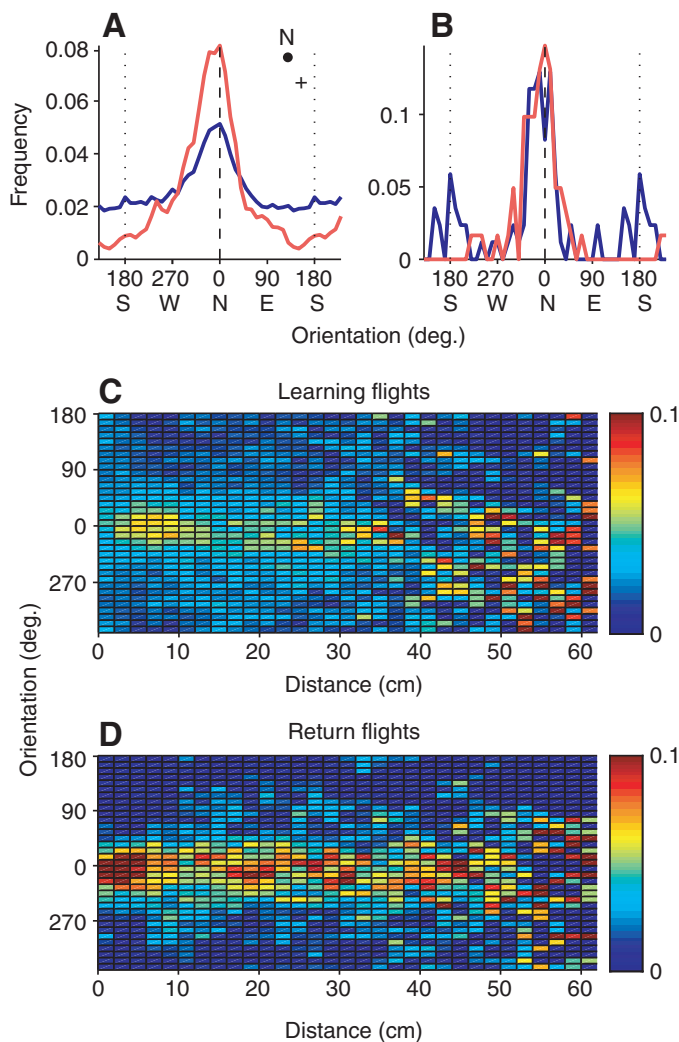 A
B
N
+
Frequency
0.08
0.06
0.04
0.02
0
0.1
0.05
0
180 270 0 90 180
S W N E S
180 270 0 90 180
S W N E S
Orientation (deg.)
C
Learning flights
180
90
0
270
0.1
0
0 10 20 30 40 50 60
Distance (cm)
Orientation (deg.)
D
Return flights
180
90
0
270
0.1
0
0 10 20 30 40 50 60
Distance (cm)